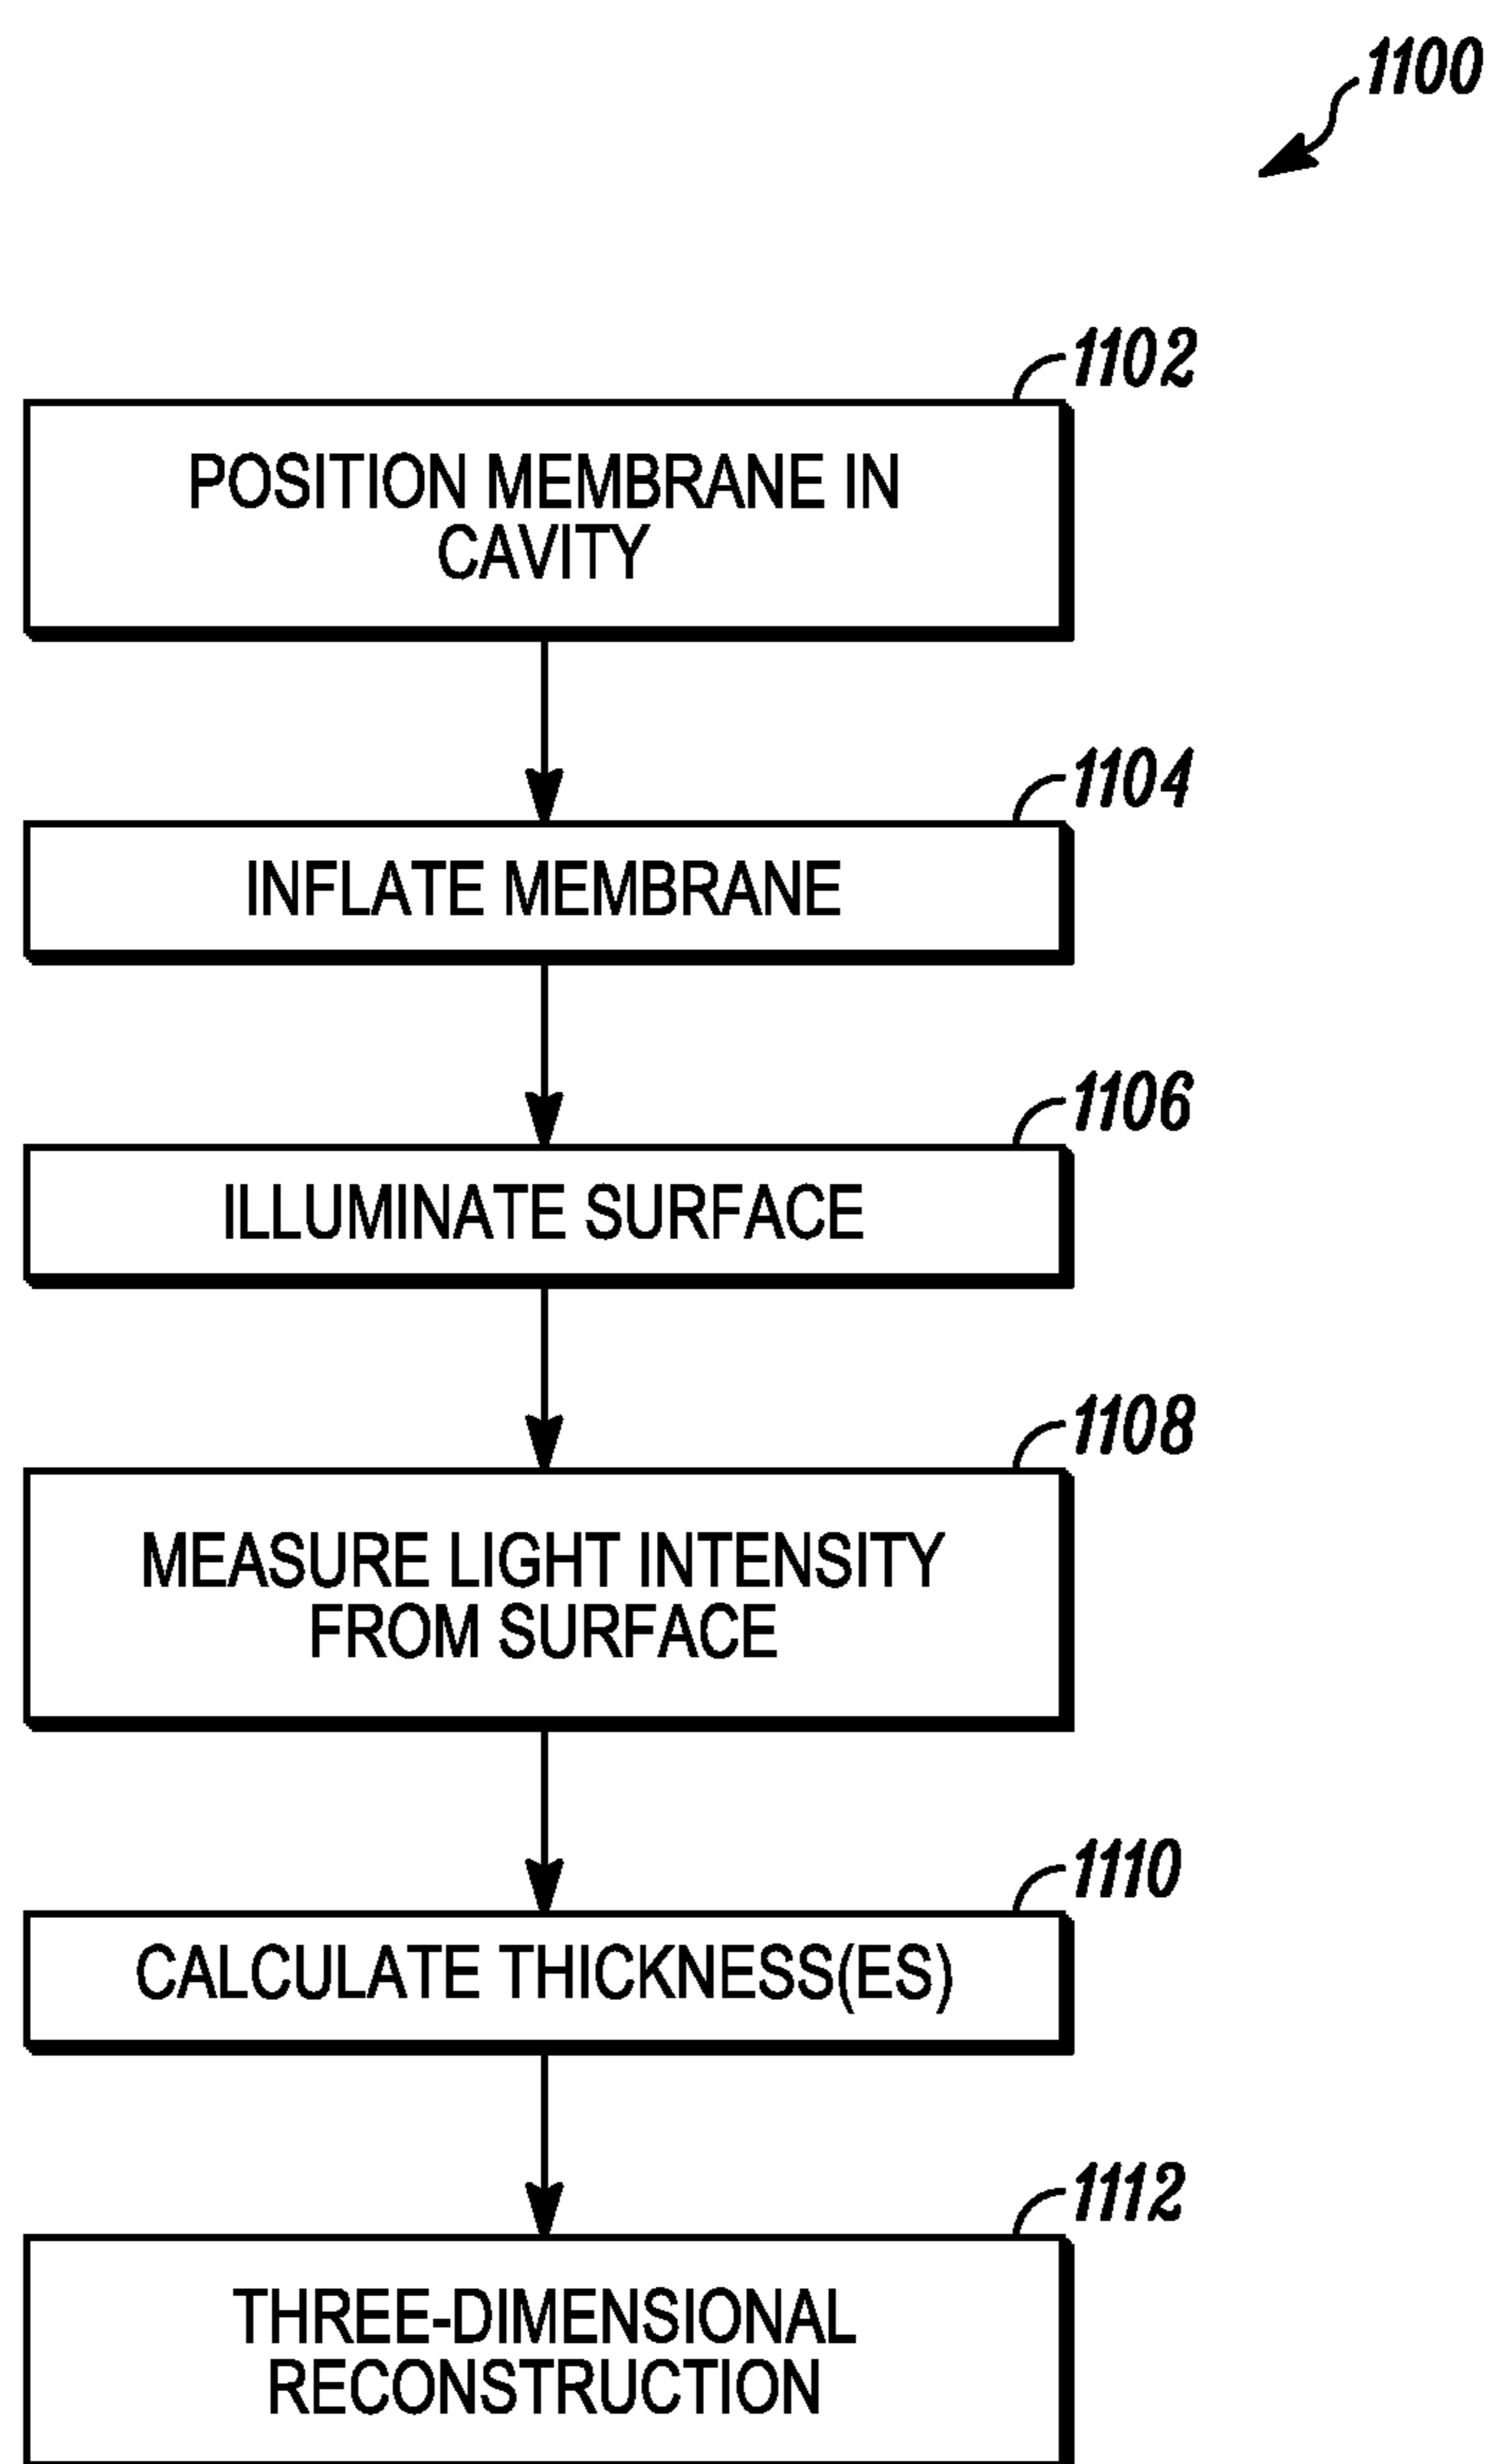 1100
1102
POSITION MEMBRANE IN
CAVITY
1104
INFLATE MEMBRANE
1106
ILLUMINATE SURFACE
1108
MEASURE LIGHT INTENSITY
FROM SURFACE
1110
CALCULATE THICKNESS(ES)
1112
THREE-DIMENSIONAL
RECONSTRUCTION